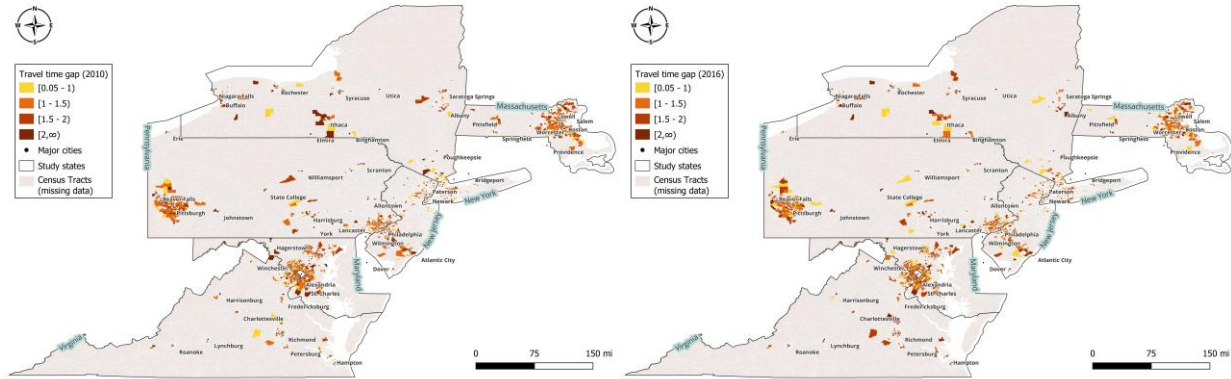 N
W E
S
Travel time gap (2010)
[0.05 - 1)
[1 - 1.5)
[1.5 - 2)
[2,∞)
Major cities
Study states
Census Tracts
(missing data)
Niagara Falls
Buffalo
Rochester
Syracuse
Utica
Saratoga Springs
Albany
Massachusetts
Pittsfield
Lowell
Salem
Boston
Worcester
Springfield
Providence
Ithaca
Elmira
Binghamton
Erie
Pennsylvania
Poughkeepsie
Scranton
Williamsport
Bridgeport
Paterson
Newark
New York
State College
Allentown
Beaver Falls
Pittsburgh
Johnstown
Harrisburg
York
Lancaster
Philadelphia
Wilmington
New Jersey
Hagerstown
Atlantic City
Maryland
Dover
Winchester
Alexandria
St. Charles
Harrisonburg
Fredericksburg
Charlottesville
Virginia
Lynchburg
Roanoke
Richmond
Petersburg
Hampton
0 75 150 mi
N
W E
S
Travel time gap (2016)
[0.05 - 1)
[1 - 1.5)
[1.5 - 2)
[2,∞)
Major cities
Study states
Census Tracts
(missing data)
Niagara Falls
Buffalo
Rochester
Syracuse
Utica
Saratoga Springs
Albany
Massachusetts
Pittsfield
Lowell
Salem
Boston
Worcester
Springfield
Providence
Ithaca
Elmira
Binghamton
Erie
Pennsylvania
Poughkeepsie
Scranton
Williamsport
Bridgeport
Paterson
Newark
New York
State College
Allentown
Beaver Falls
Pittsburgh
Johnstown
Harrisburg
York
Lancaster
Philadelphia
Wilmington
New Jersey
Hagerstown
Atlantic City
Maryland
Dover
Winchester
Alexandria
St. Charles
Harrisonburg
Fredericksburg
Charlottesville
Virginia
Lynchburg
Roanoke
Richmond
Petersburg
Hampton
0 75 150 mi